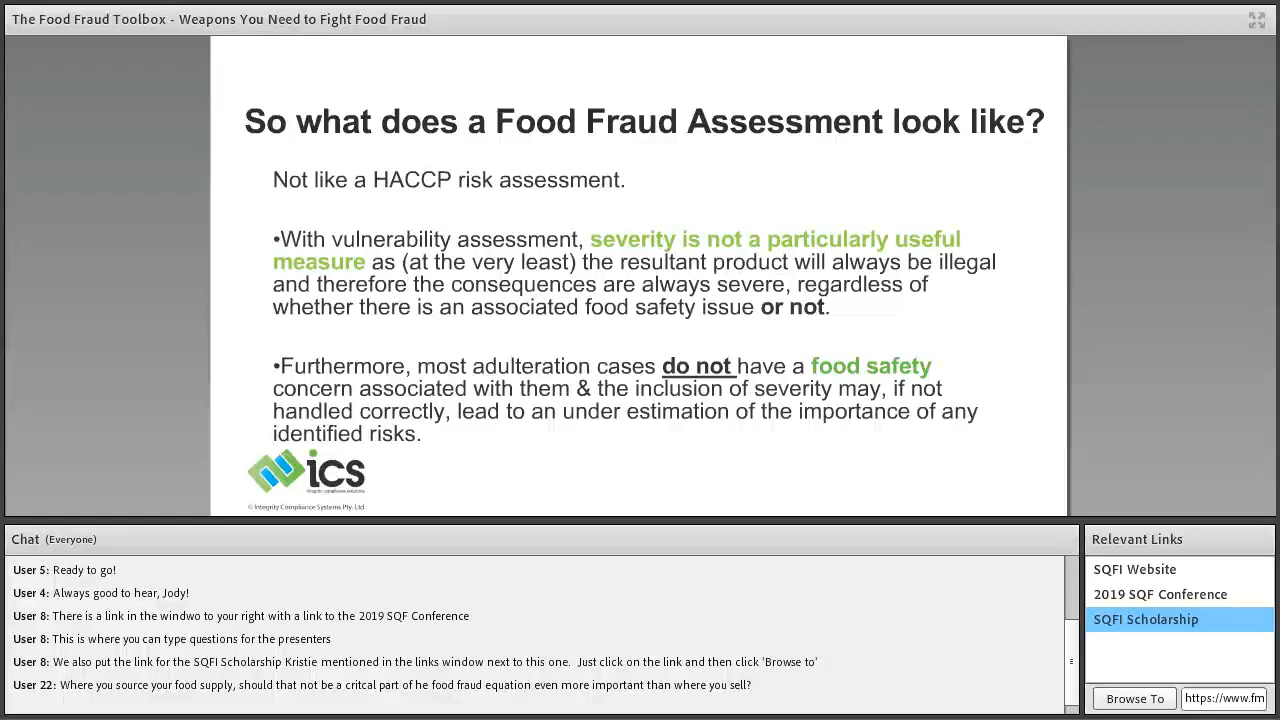 The Food Fraud Toolbox - Weapons You Need to Fight Food Fraud
So what does a Food Fraud Assessment look like?
Not like a HACCP risk assessment.
•With vulnerability assessment, severity is not a particularly useful
measure as (at the very least) the resultant product will always be illegal
and therefore the consequences are always severe, regardless of
whether there is an associated food safety issue or not.
•Furthermore, most adulteration cases do not have a food safety
concern associated with them & the inclusion of severity may, if not
handled correctly, lead to an under estimation of the importance of any
identified risks.
ics
integrity compliance solutions
© Integrity Compliance Systems Pty. Ltd.
Chat (Everyone)
User 5: Ready to go!
User 4: Always good to hear, Jody!
User 8: There is a link in the windwo to your right with a link to the 2019 SQF Conference
User 8: This is where you can type questions for the presenters
User 8: We also put the link for the SQFI Scholarship Kristie mentioned in the links window next to this one.  Just click on the link and then click 'Browse to'
User 22: Where you source your food supply, should that not be a critcal part of he food fraud equation even more important than where you sell?
Relevant Links
SQFI Website
2019 SQF Conference
SQFI Scholarship
Browse To
https://www.fm